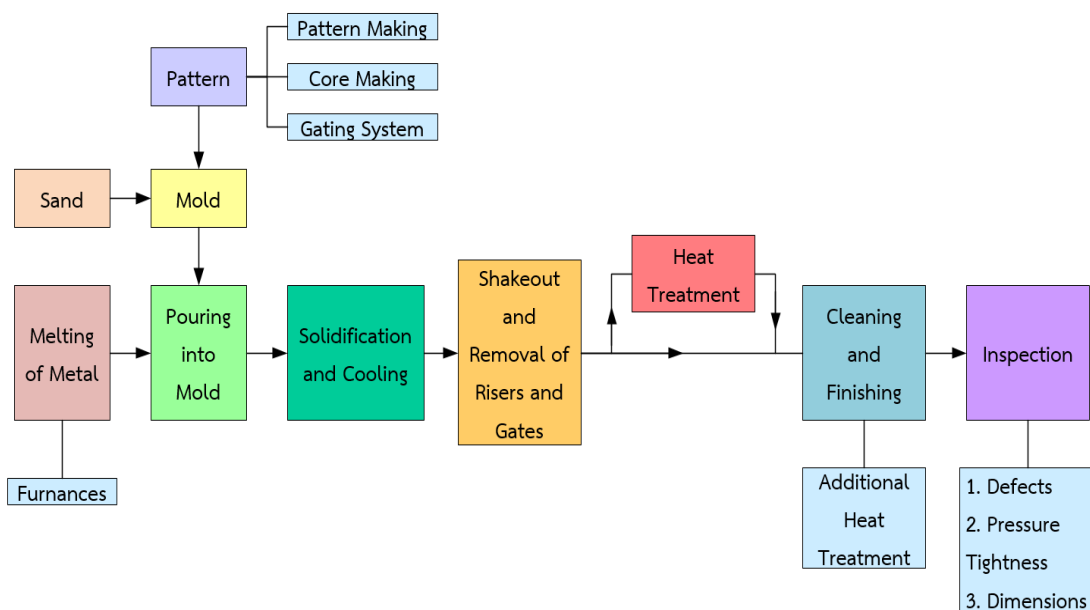 Pattern Making
Pattern
Core Making
Gating System
Sand
Mold
Melting
of Metal
Pouring
into
Mold
Solidification
and Cooling
Shakeout
and
Removal of
Risers and
Gates
Heat
Treatment
Cleaning
and
Finishing
Inspection
Furnances
Additional
Heat
Treatment
1. Defects
2. Pressure
Tightness
3. Dimensions